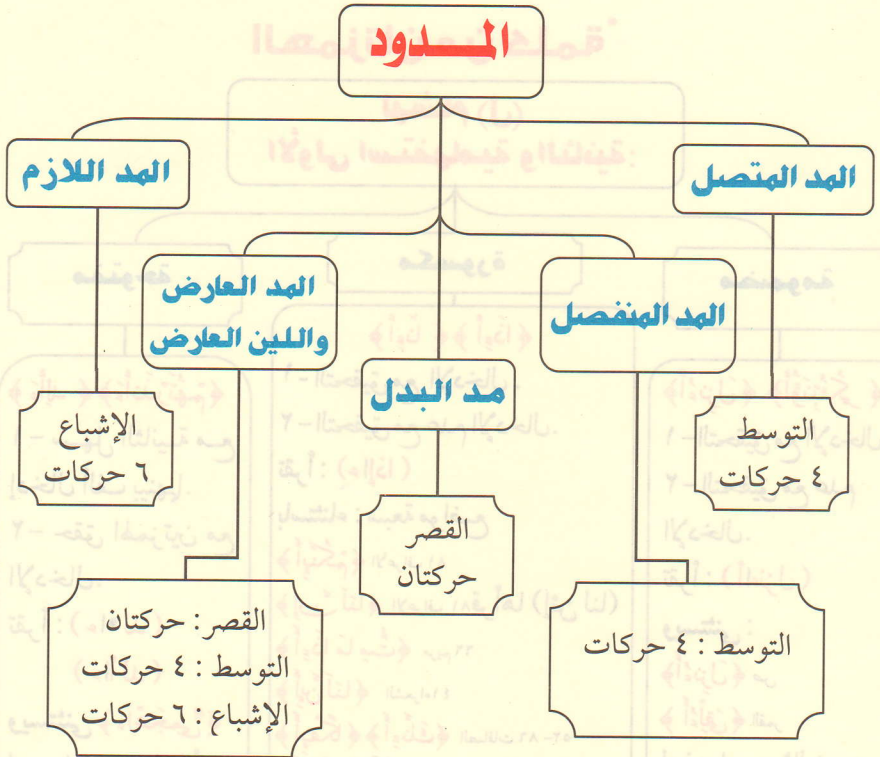 المدود
المد المتصل
التوسط
٤ حركات
المد المنفصل
التوسط : ٤ حركات
مد البدل
القصر
حركتان
المد العارض
واللين العارض
القصر : حركتان
التوسط : ٤ حركات
الإشباع : ٦ حركات
المد اللازم
الإشباع
٦ حركات